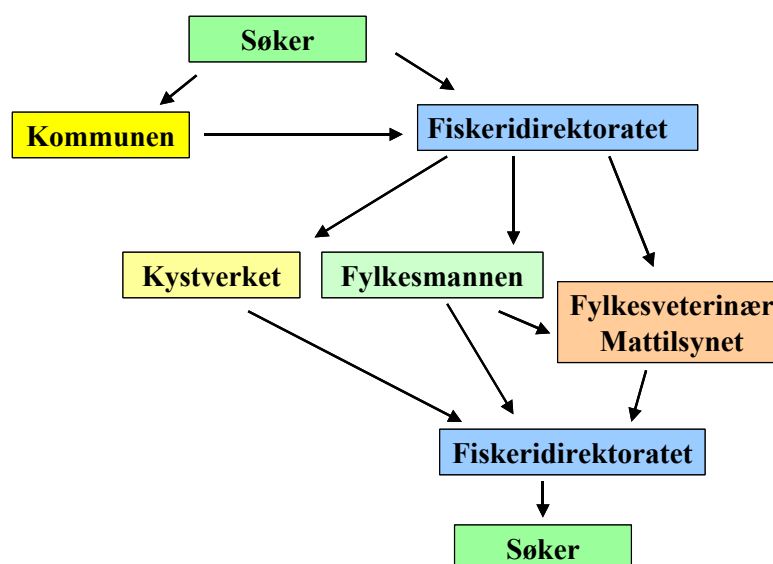 Søker
Kommunen
Fiskeridirektoratet
Kystverket
Fylkesmannen
Fylkesveterinær
Mattilsynet
Fiskeridirektoratet
Søker